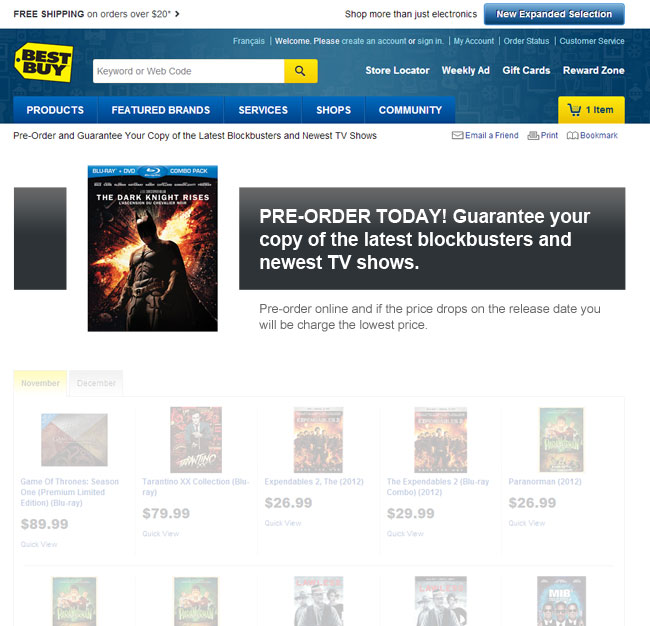 FREE SHIPPING on orders over $20* >
Shop more than just electronics
New Expanded Selection
Français | Welcome. Please create an account or sign in. | My Account | Order Status | Customer Service
BEST BUY
Keyword or Web Code
Store Locator Weekly Ad Gift Cards Reward Zone
PRODUCTS FEATURED BRANDS SERVICES SHOPS COMMUNITY
1 Item
Pre-Order and Guarantee Your Copy of the Latest Blockbusters and Newest TV Shows
Email a Friend Print Bookmark
BLU-RAY + DVD COMBO PACK
THE DARK KNIGHT RISES
L'ASCENSION DU CHEVALIER NOIR
PRE-ORDER TODAY! Guarantee your
copy of the latest blockbusters and
newest TV shows.
Pre-order online and if the price drops on the release date you
will be charge the lowest price.
November December
TARANTINO
Game Of Thrones: Season
One (Premium Limited
Edition) (Blu-ray)
$89.99
Quick View
Tarantino XX Collection (Blu-
ray)
$79.99
Quick View
Expendables 2, The (2012)
$26.99
Quick View
The Expendables 2 (Blu-ray
Combo) (2012)
$29.99
Quick View
Paranorman (2012)
$26.99
Quick View
MIB